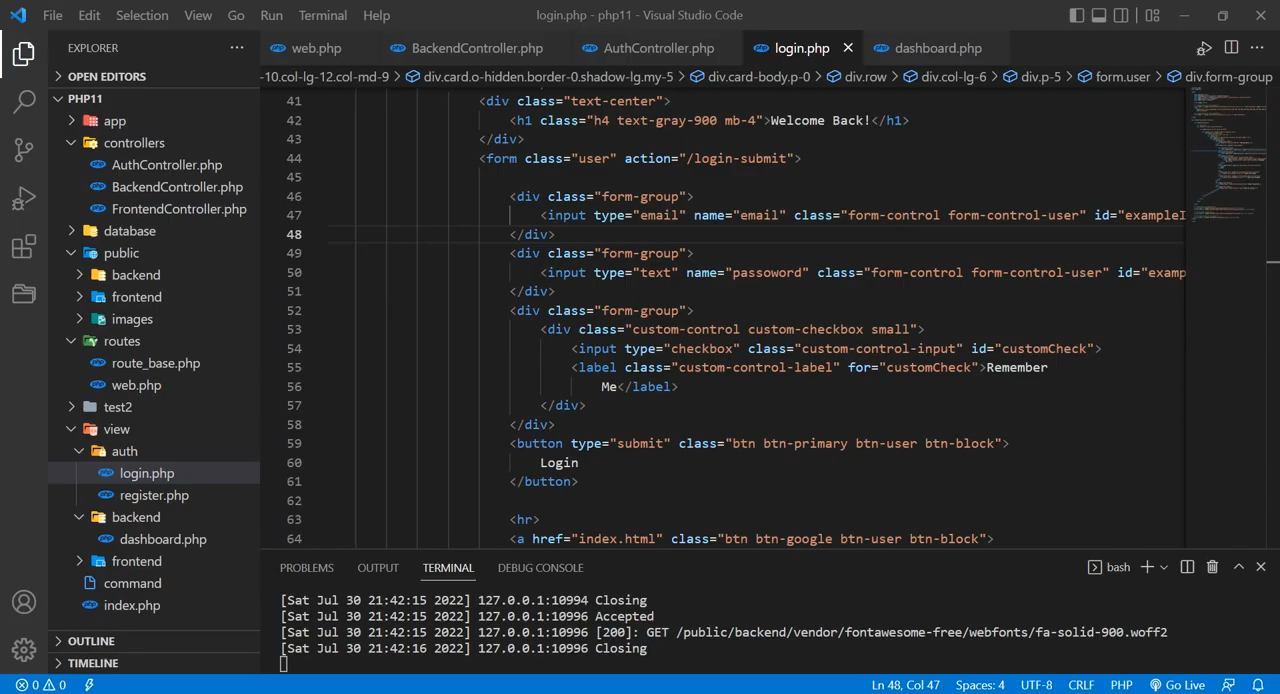 File Edit Selection View Go Run Terminal Help login.php - php11 - Visual Studio Code
EXPLORER
OPEN EDITORS
PHP11
app
controllers
AuthController.php
BackendController.php
FrontendController.php
database
public
backend
frontend
images
routes
route_base.php
web.php
test2
view
auth
login.php
register.php
backend
dashboard.php
frontend
command
index.php
OUTLINE
TIMELINE
web.php BackendController.php AuthController.php login.php dashboard.php
-10.col-lg-12.col-md-9 > div.card.o-hidden.border-0.shadow-lg.my-5 > div.card-body.p-0 > div.row > div.col-lg-6 > div.p-5 > form.user > div.form-group
41 <div class="text-center">
42 <h1 class="h4 text-gray-900 mb-4">Welcome Back!</h1>
43 </div>
44 <form class="user" action="/login-submit">
45
46 <div class="form-group">
47 <input type="email" name="email" class="form-control form-control-user" id="exampleI
48 </div>
49 <div class="form-group">
50 <input type="text" name="passoword" class="form-control form-control-user" id="examp
51 </div>
52 <div class="form-group">
53 <div class="custom-control custom-checkbox small">
54 <input type="checkbox" class="custom-control-input" id="customCheck">
55 <label class="custom-control-label" for="customCheck">Remember
56 Me</label>
57 </div>
58 </div>
59 <button type="submit" class="btn btn-primary btn-user btn-block">
60 Login
61 </button>
62
63 <hr>
64 <a href="index.html" class="btn btn-google btn-user btn-block">
PROBLEMS OUTPUT TERMINAL DEBUG CONSOLE bash
[Sat Jul 30 21:42:15 2022] 127.0.0.1:10994 Closing
[Sat Jul 30 21:42:15 2022] 127.0.0.1:10996 Accepted
[Sat Jul 30 21:42:15 2022] 127.0.0.1:10996 [200]: GET /public/backend/vendor/fontawesome-free/webfonts/fa-solid-900.woff2
[Sat Jul 30 21:42:16 2022] 127.0.0.1:10996 Closing
0 0 Ln 48, Col 47 Spaces: 4 UTF-8 CRLF PHP Go Live